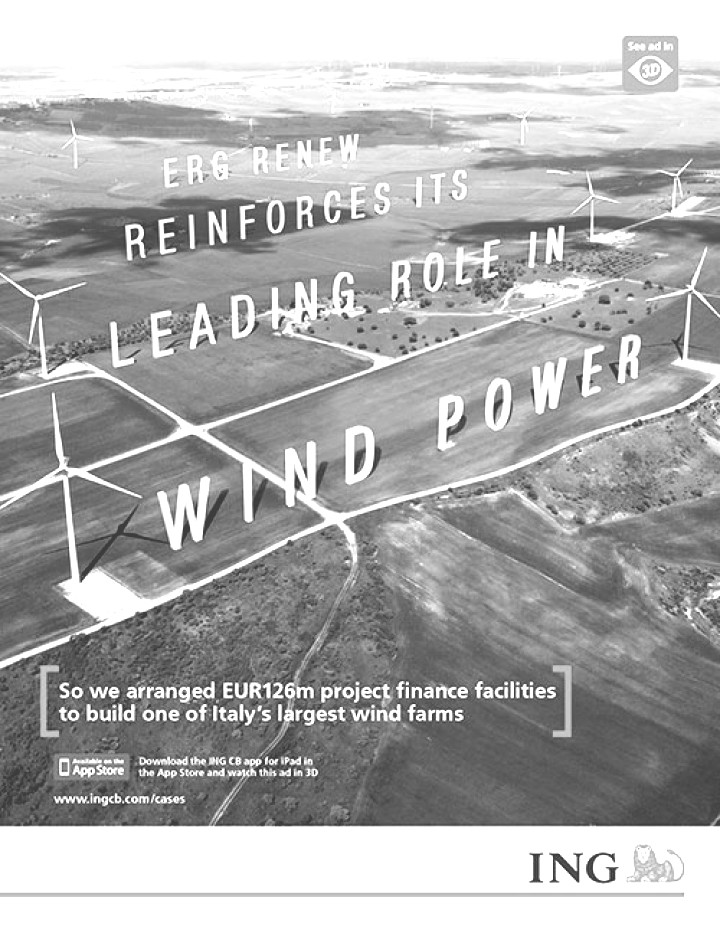 See ad in
3D
ERG RENEW
REINFORCES ITS
LEADING ROLE IN
WIND POWER
So we arranged EUR126m project finance facilities
to build one of Italy's largest wind farms
Available on the
App Store
Download the ING CB app for iPad in
the App Store and watch this ad in 3D
www.ingcb.com/cases
ING